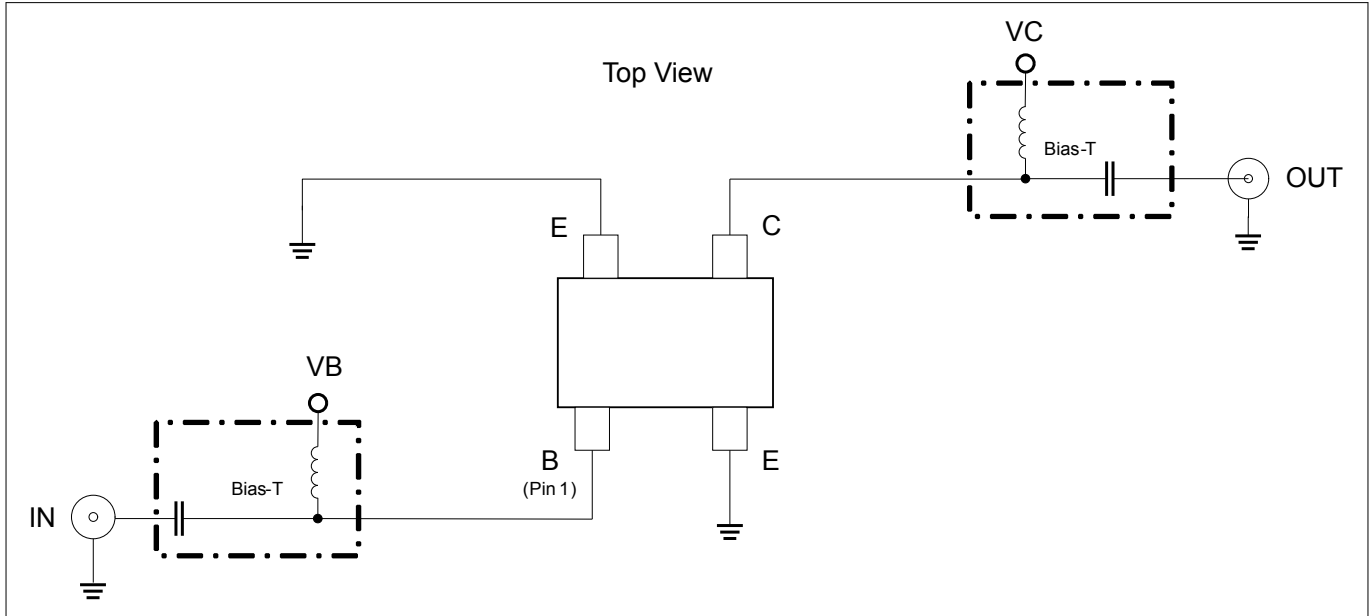 VC
Top View
Bias-T
OUT
E
C
VB
B
(Pin 1)
E
Bias-T
IN